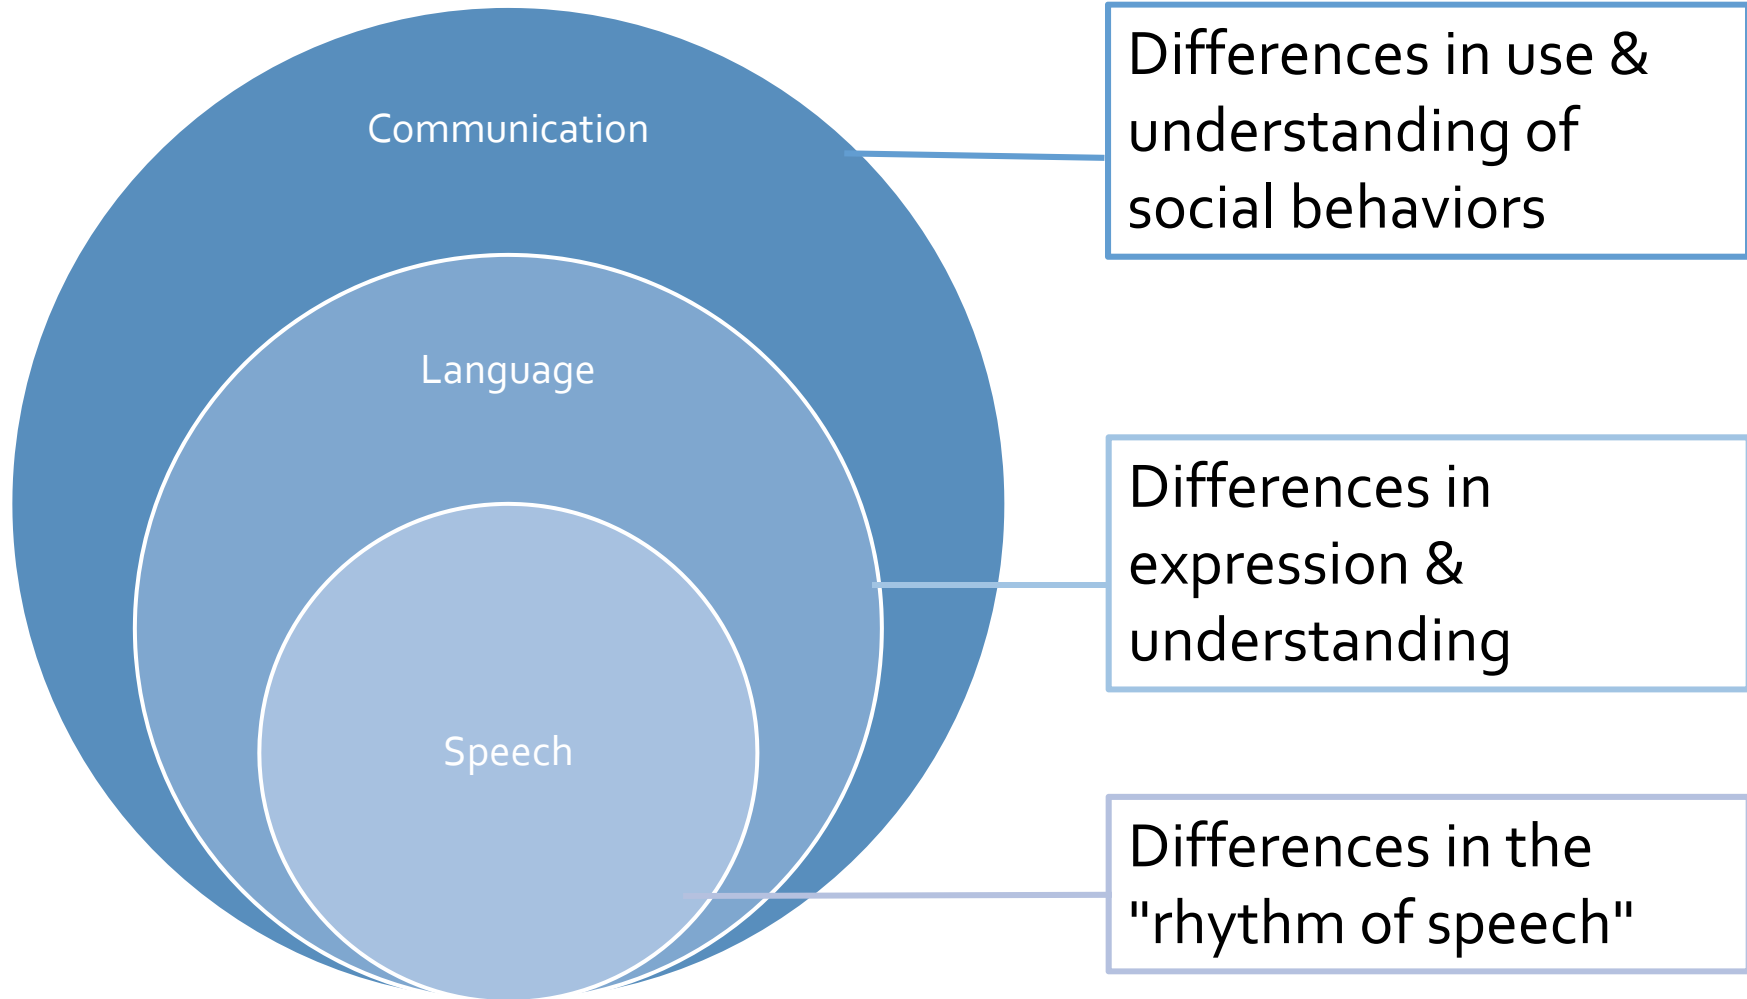 Communication
Differences in use &
understanding of
social behaviors
Language
Differences in
expression &
understanding
Speech
Differences in the
"rhythm of speech"